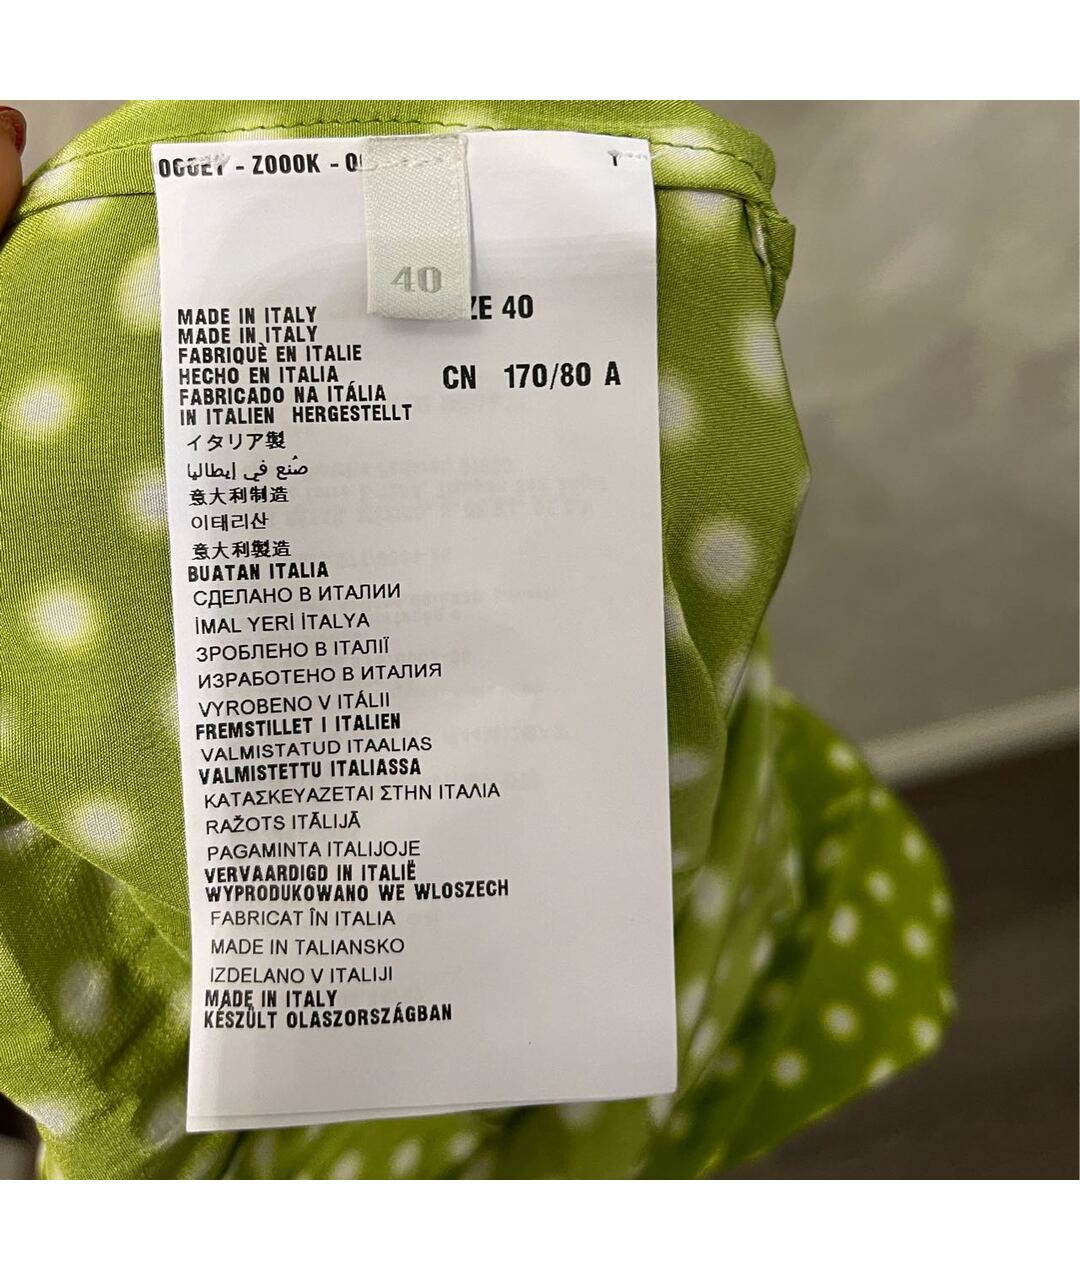 - Z000K -
40
ZE 40
CN 170/80 A
MADE IN ITALY
MADE IN ITALY
FABRIQUÈ EN ITALIE
HECHO EN ITALIA
FABRICADO NA ITÁLIA
IN ITALIEN HERGESTELLT
イタリア製
صُنع في إيطاليا
意大利制造
이태리산
意大利製造
BUATAN ITALIA
СДЕЛАНО В ИТАЛИИ
İMAL YERİ İTALYA
ЗРОБЛЕНО В ІТАЛІЇ
ИЗРАБОТЕНО В ИТАЛИЯ
VYROBENO V ITÁLII
FREMSTILLET I ITALIEN
VALMISTATUD ITAALIAS
VALMISTETTU ITALIASSA
ΚΑΤΑΣΚΕΥΑΖΕΤΑΙ ΣΤΗΝ ΙΤΑΛΙΑ
RAŽOTS ITĀLIJĀ
PAGAMINTA ITALIJOJE
VERVAARDIGD IN ITALIË
WYPRODUKOWANO WE WLOSZECH
FABRICAT ÎN ITALIA
MADE IN TALIANSKO
IZDELANO V ITALIJI
MADE IN ITALY
KÉSZÜLT OLASZORSZÁGBAN